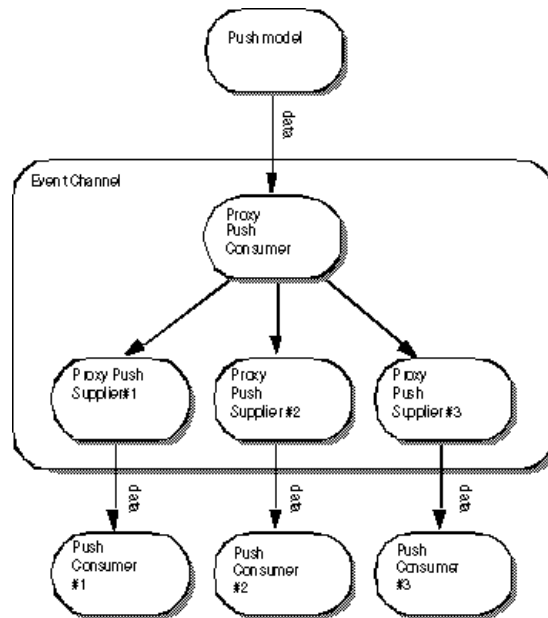 Push model
data
Event Channel
Proxy
Push
Consumer
Proxy Push
Supplier#1
Proxy
Push
Supplier #2
Proxy
Push
Supplier #3
data
data
data
Push
Consumer
#1
Push
Consumer
#2
Push
Consumer
#3